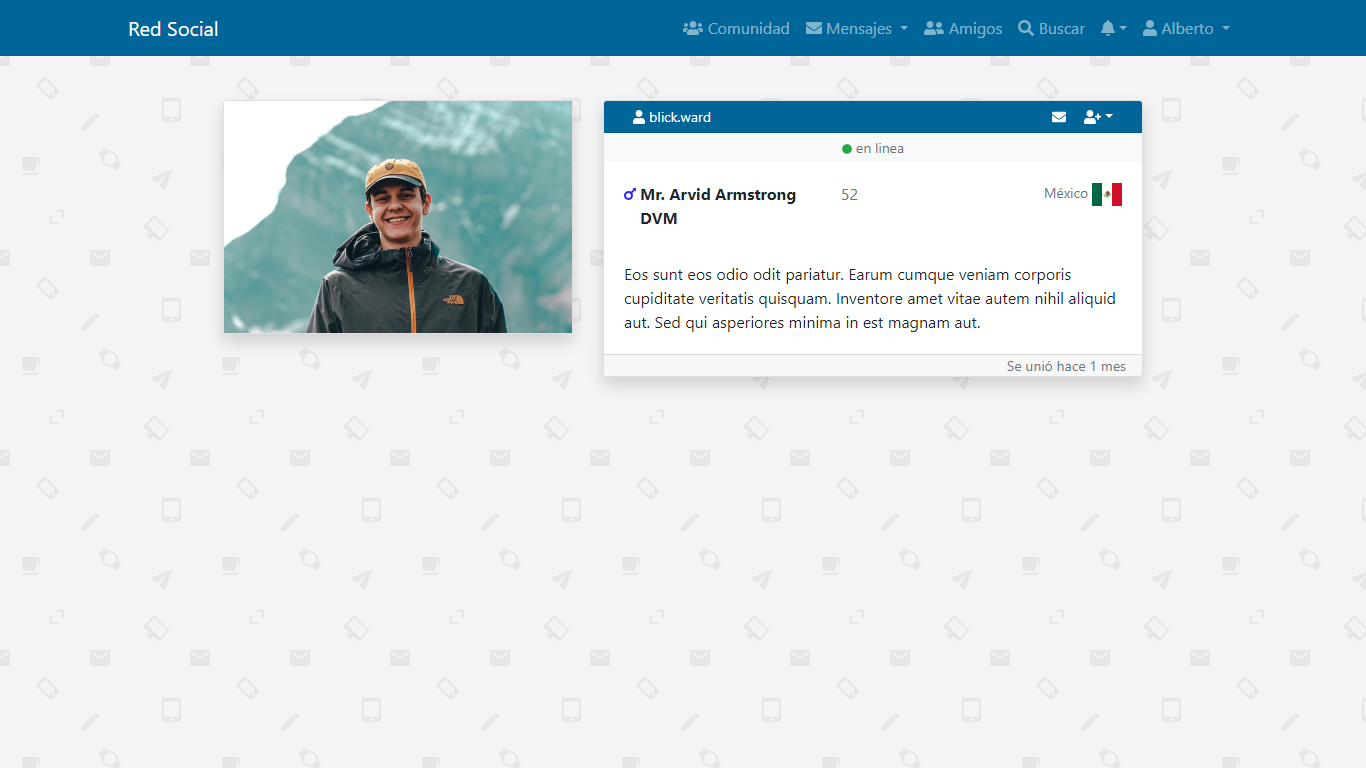 Red Social
Comunidad
Mensajes
Amigos
Buscar
Alberto
blick.ward
en linea
Mr. Arvid Armstrong
DVM
52
México
Eos sunt eos odio odit pariatur. Earum cumque veniam corporis
cupiditate veritatis quisquam. Inventore amet vitae autem nihil aliquid
aut. Sed qui asperiores minima in est magnam aut.
Se unió hace 1 mes